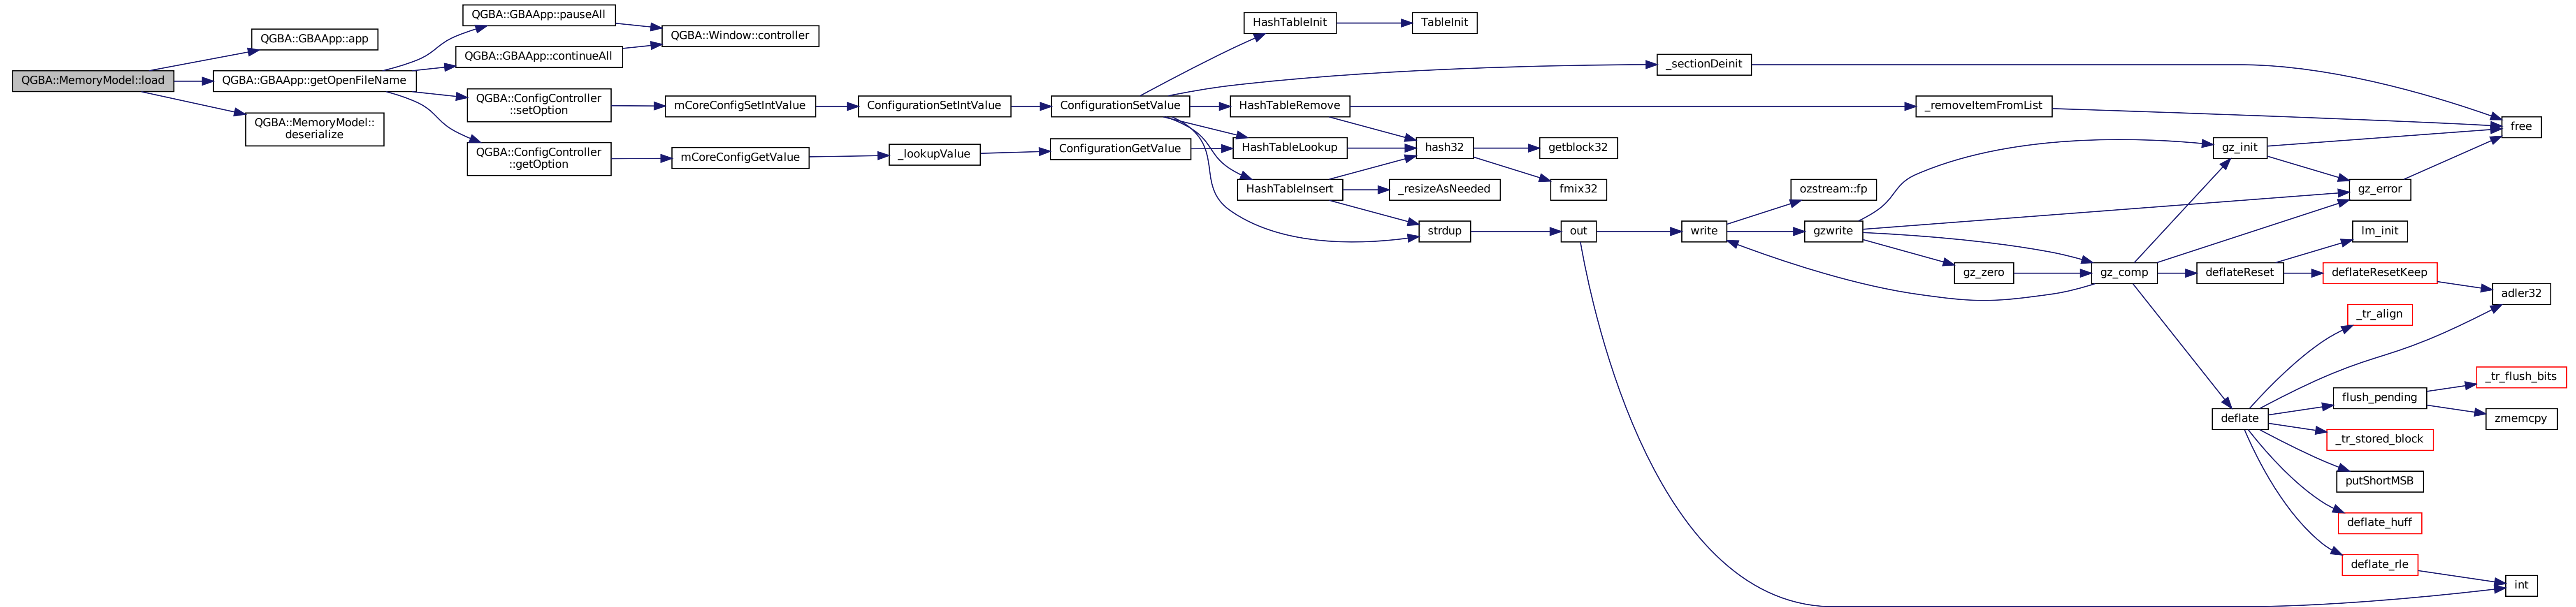 QGBA::MemoryModel::load
QGBA::GBAApp::app
QGBA::GBAApp::getOpenFileName
QGBA::MemoryModel::
deserialize
QGBA::GBAApp::pauseAll
QGBA::GBAApp::continueAll
QGBA::ConfigController
::setOption
QGBA::ConfigController
::getOption
QGBA::Window::controller
mCoreConfigSetIntValue
mCoreConfigGetValue
ConfigurationSetIntValue
_lookupValue
ConfigurationSetValue
ConfigurationGetValue
HashTableInit
HashTableRemove
HashTableLookup
HashTableInsert
TableInit
hash32
_resizeAsNeeded
strdup
getblock32
fmix32
out
_sectionDeinit
write
ozstream::fp
gzwrite
_removeItemFromList
gz_zero
gz_comp
gz_init
deflateReset
deflate
gz_error
lm_init
deflateResetKeep
_tr_align
flush_pending
_tr_stored_block
putShortMSB
deflate_huff
deflate_rle
free
adler32
_tr_flush_bits
zmemcpy
int